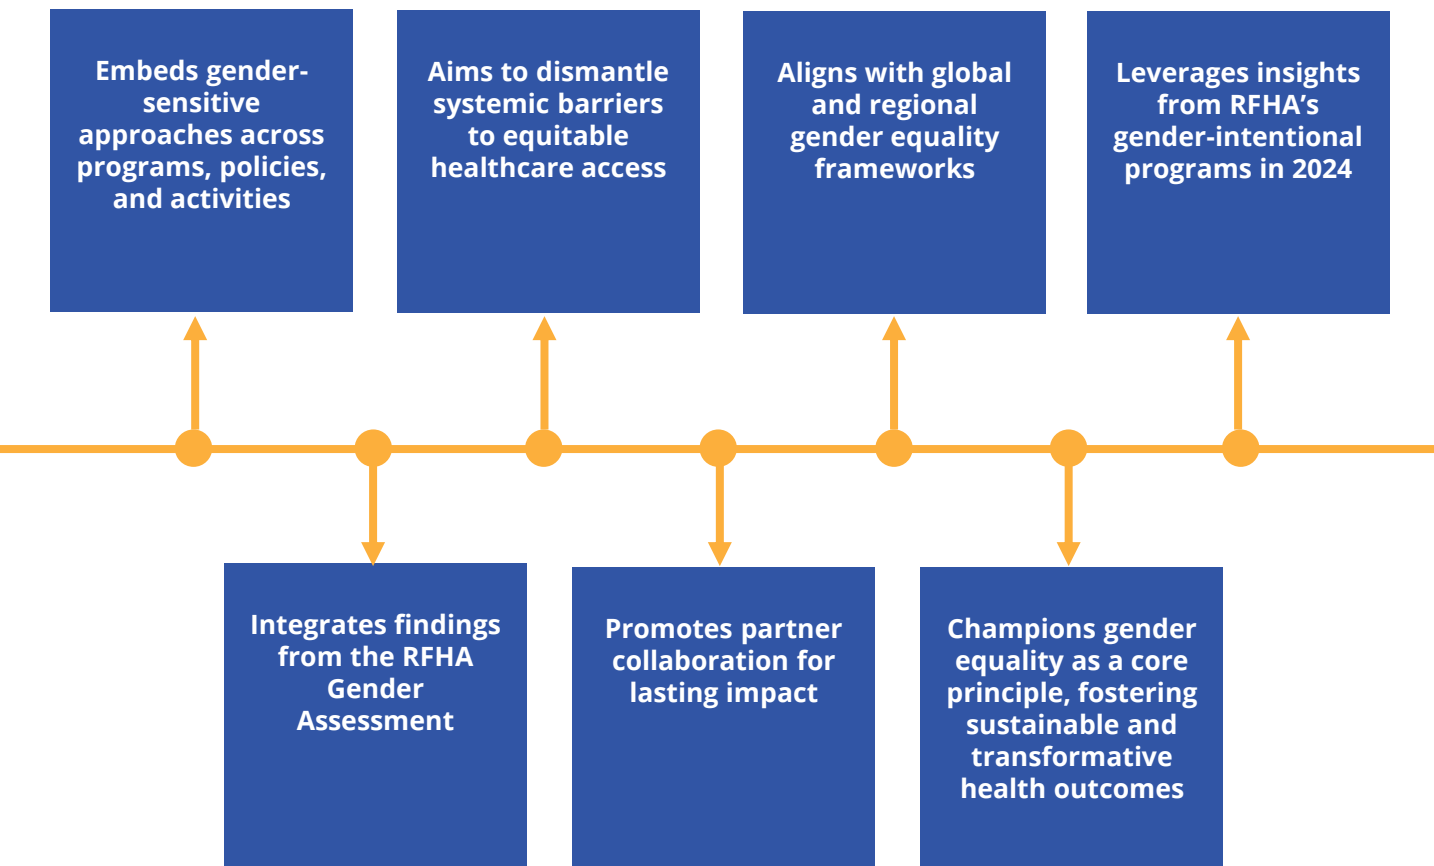 Embeds gender-
sensitive
approaches across
programs, policies,
and activities
Aims to dismantle
systemic barriers
to equitable
healthcare access
Aligns with global
and regional
gender equality
frameworks
Leverages insights
from RFHA’s
gender-intentional
programs in 2024
Integrates findings
from the RFHA
Gender
Assessment
Promotes partner
collaboration for
lasting impact
Champions gender
equality as a core
principle, fostering
sustainable and
transformative
health outcomes